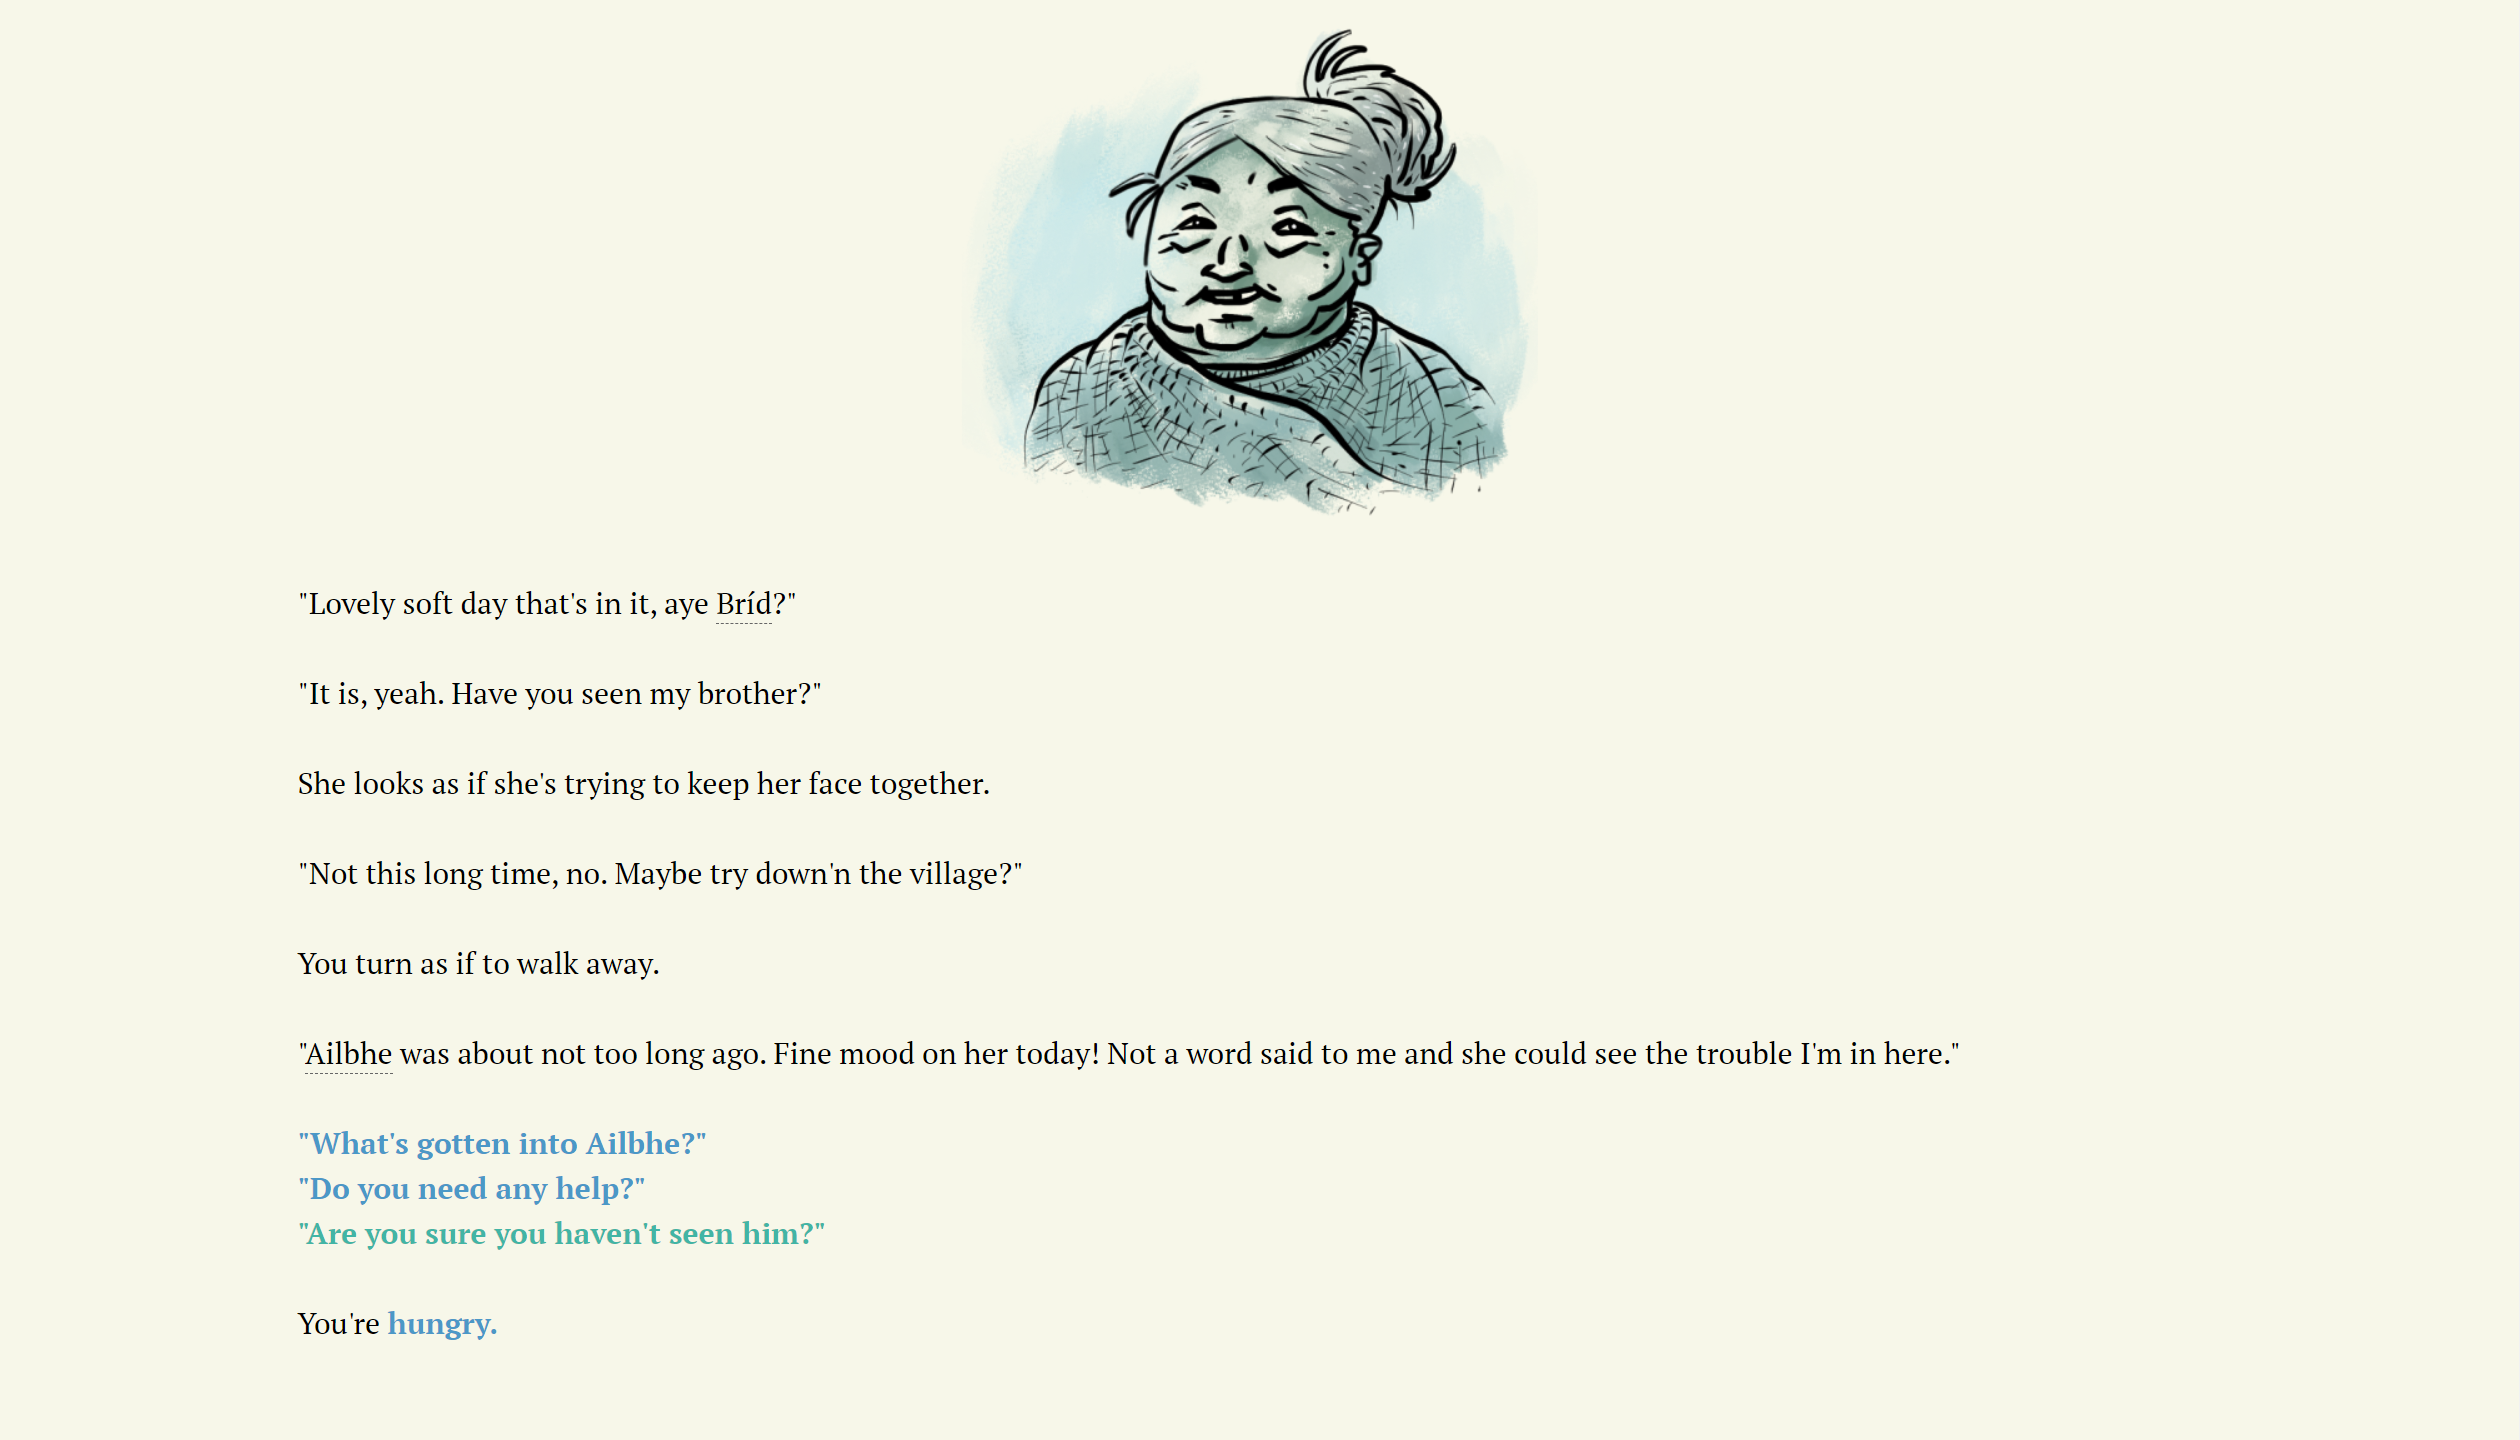 "Lovely soft day that's in it, aye Bríd?"
"It is, yeah. Have you seen my brother?"
She looks as if she's trying to keep her face together.
"Not this long time, no. Maybe try down'n the village?"
You turn as if to walk away.
"Ailbhe was about not too long ago. Fine mood on her today! Not a word said to me and she could see the trouble I'm in here."
"What's gotten into Ailbhe?"
"Do you need any help?"
"Are you sure you haven't seen him?"
You're hungry.